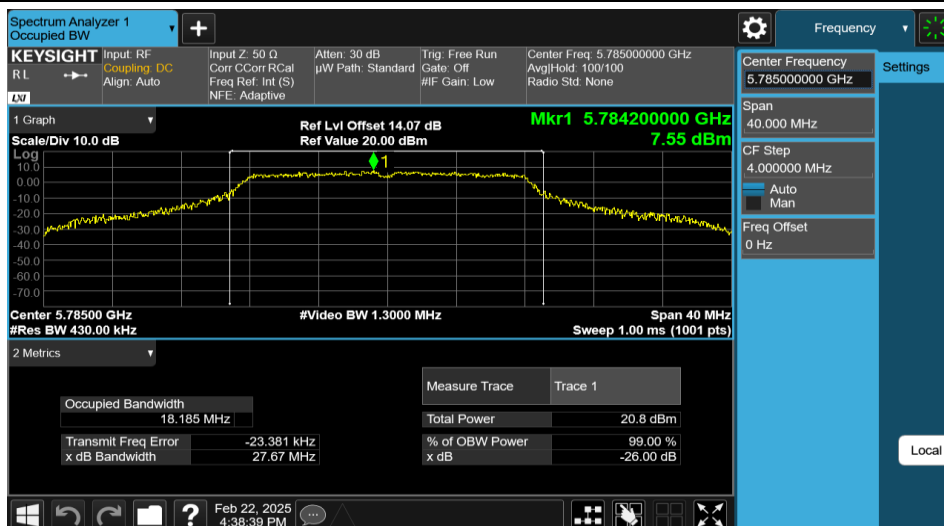 Spectrum Analyzer 1
Occupied BW
+
Frequency
KEYSIGHT
RL
LXI
Input: RF
Coupling: DC
Align: Auto
Input Z: 50 Ω
Corr CCorr RCal
Freq Ref: Int (S)
NFE: Adaptive
Atten: 30 dB
µW Path: Standard
Trig: Free Run
Gate: Off
#IF Gain: Low
Center Freq: 5.785000000 GHz
Avg|Hold: 100/100
Radio Std: None
Center Frequency
5.785000000 GHz
Settings
Span
40.000 MHz
CF Step
4.000000 MHz
Auto
Man
Freq Offset
0 Hz
Local
1 Graph
Scale/Div 10.0 dB
Ref Lvl Offset 14.07 dB
Ref Value 20.00 dBm
Mkr1 5.784200000 GHz
7.55 dBm
Log
1
10.0
0.00
-10.0
-20.0
-30.0
-40.0
-50.0
-60.0
-70.0
Center 5.78500 GHz
#Video BW 1.3000 MHz
Span 40 MHz
#Res BW 430.00 kHz
Sweep 1.00 ms (1001 pts)
2 Metrics
Measure Trace
Trace 1
Occupied Bandwidth
18.185 MHz
Total Power
20.8 dBm
Transmit Freq Error
-23.381 kHz
% of OBW Power
99.00 %
x dB Bandwidth
27.67 MHz
x dB
-26.00 dB
?
Feb 22, 2025
4:38:39 PM